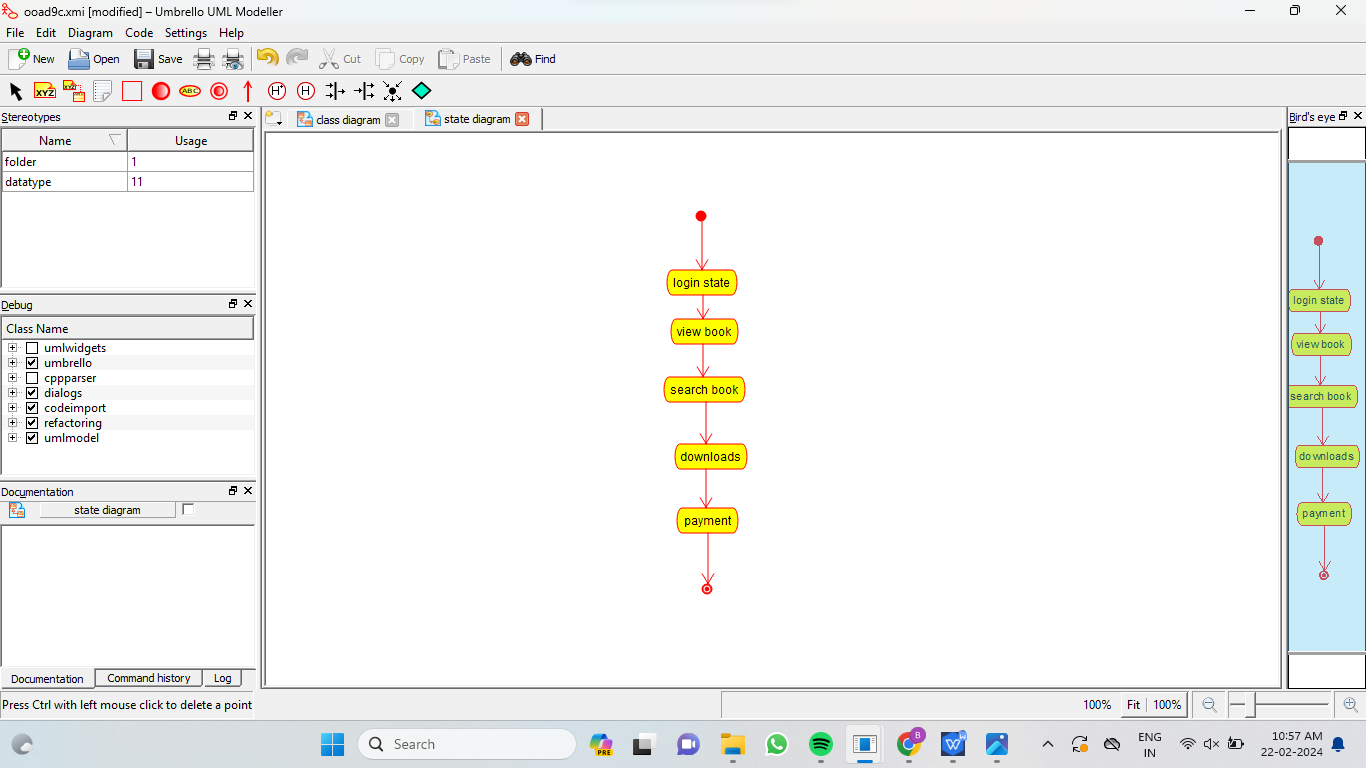 ooad9c.xmi [modified] – Umbrello UML Modeller
File Edit Diagram Code Settings Help
New Open Save Cut Copy Paste Find
XYZ XYZ ABC H* H
Stereotypes
Name Usage
folder 1
datatype 11
Debug
Class Name
umlwidgets
umbrello
cppparser
dialogs
codeimport
refactoring
umlmodel
Documentation
state diagram
Documentation Command history Log
Press Ctrl with left mouse click to delete a point
class diagram state diagram
login state
view book
search book
downloads
payment
Bird's eye
login state
view book
search book
downloads
payment
100% Fit 100%
Search
PRE
B
W
ENG
IN
10:57 AM
22-02-2024